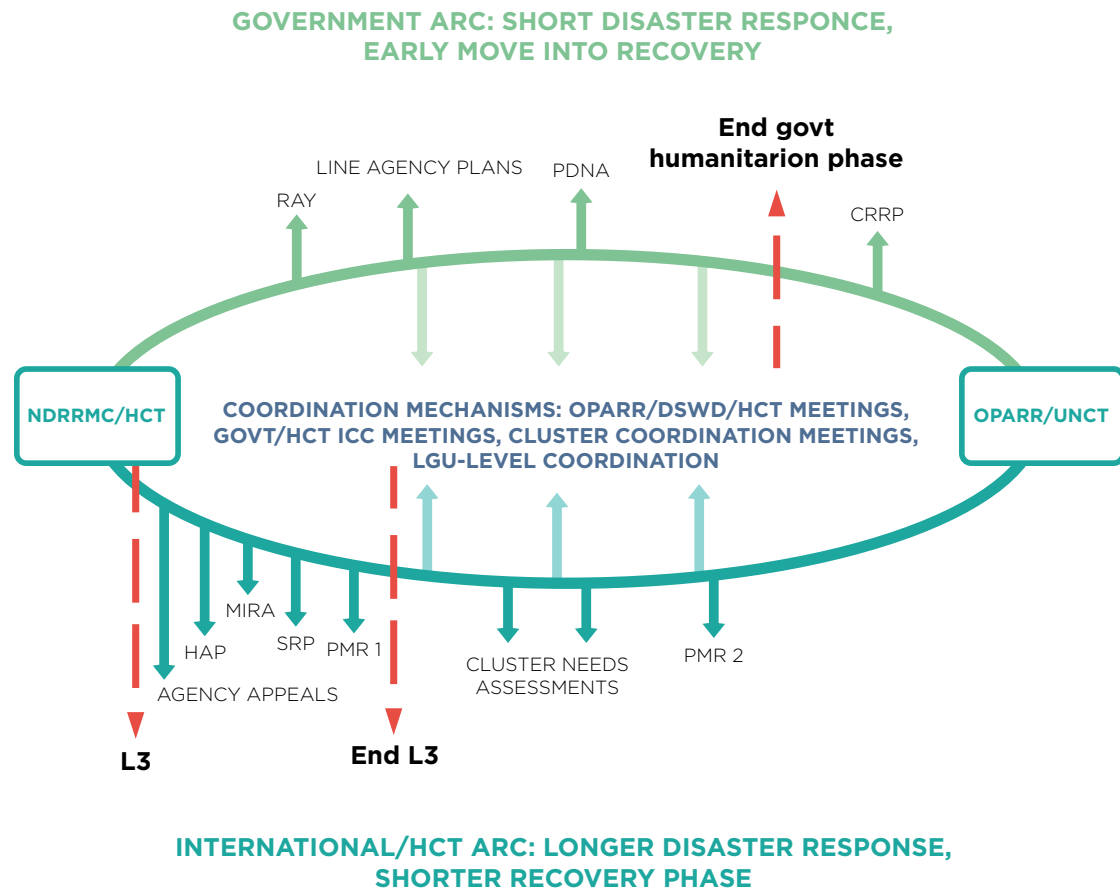 GOVERNMENT ARC: SHORT DISASTER RESPONCE,
EARLY MOVE INTO RECOVERY
End govt
humanitarion phase
LINE AGENCY PLANS
PDNA
RAY
CRRP
NDRRMC/HCT
COORDINATION MECHANISMS: OPARR/DSWD/HCT MEETINGS,
GOVT/HCT ICC MEETINGS, CLUSTER COORDINATION MEETINGS,
LGU-LEVEL COORDINATION
OPARR/UNCT
MIRA
HAP
SRP
PMR 1
AGENCY APPEALS
CLUSTER NEEDS
ASSESSMENTS
PMR 2
L3
End L3
INTERNATIONAL/HCT ARC: LONGER DISASTER RESPONSE,
SHORTER RECOVERY PHASE